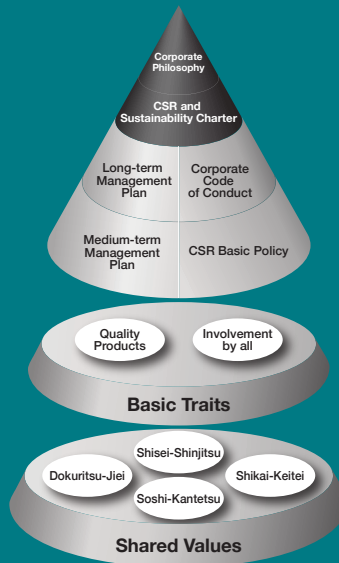 Corporate
Philosophy
CSR and
Sustainability Charter
Long-term
Management
Plan
Corporate
Code
of Conduct
Medium-term
Management
Plan
CSR Basic Policy
Quality
Products
Involvement
by all
Basic Traits
Shisei-Shinjitsu
Dokuritsu-Jiei
Shikai-Keitei
Soshi-Kantetsu
Shared Values